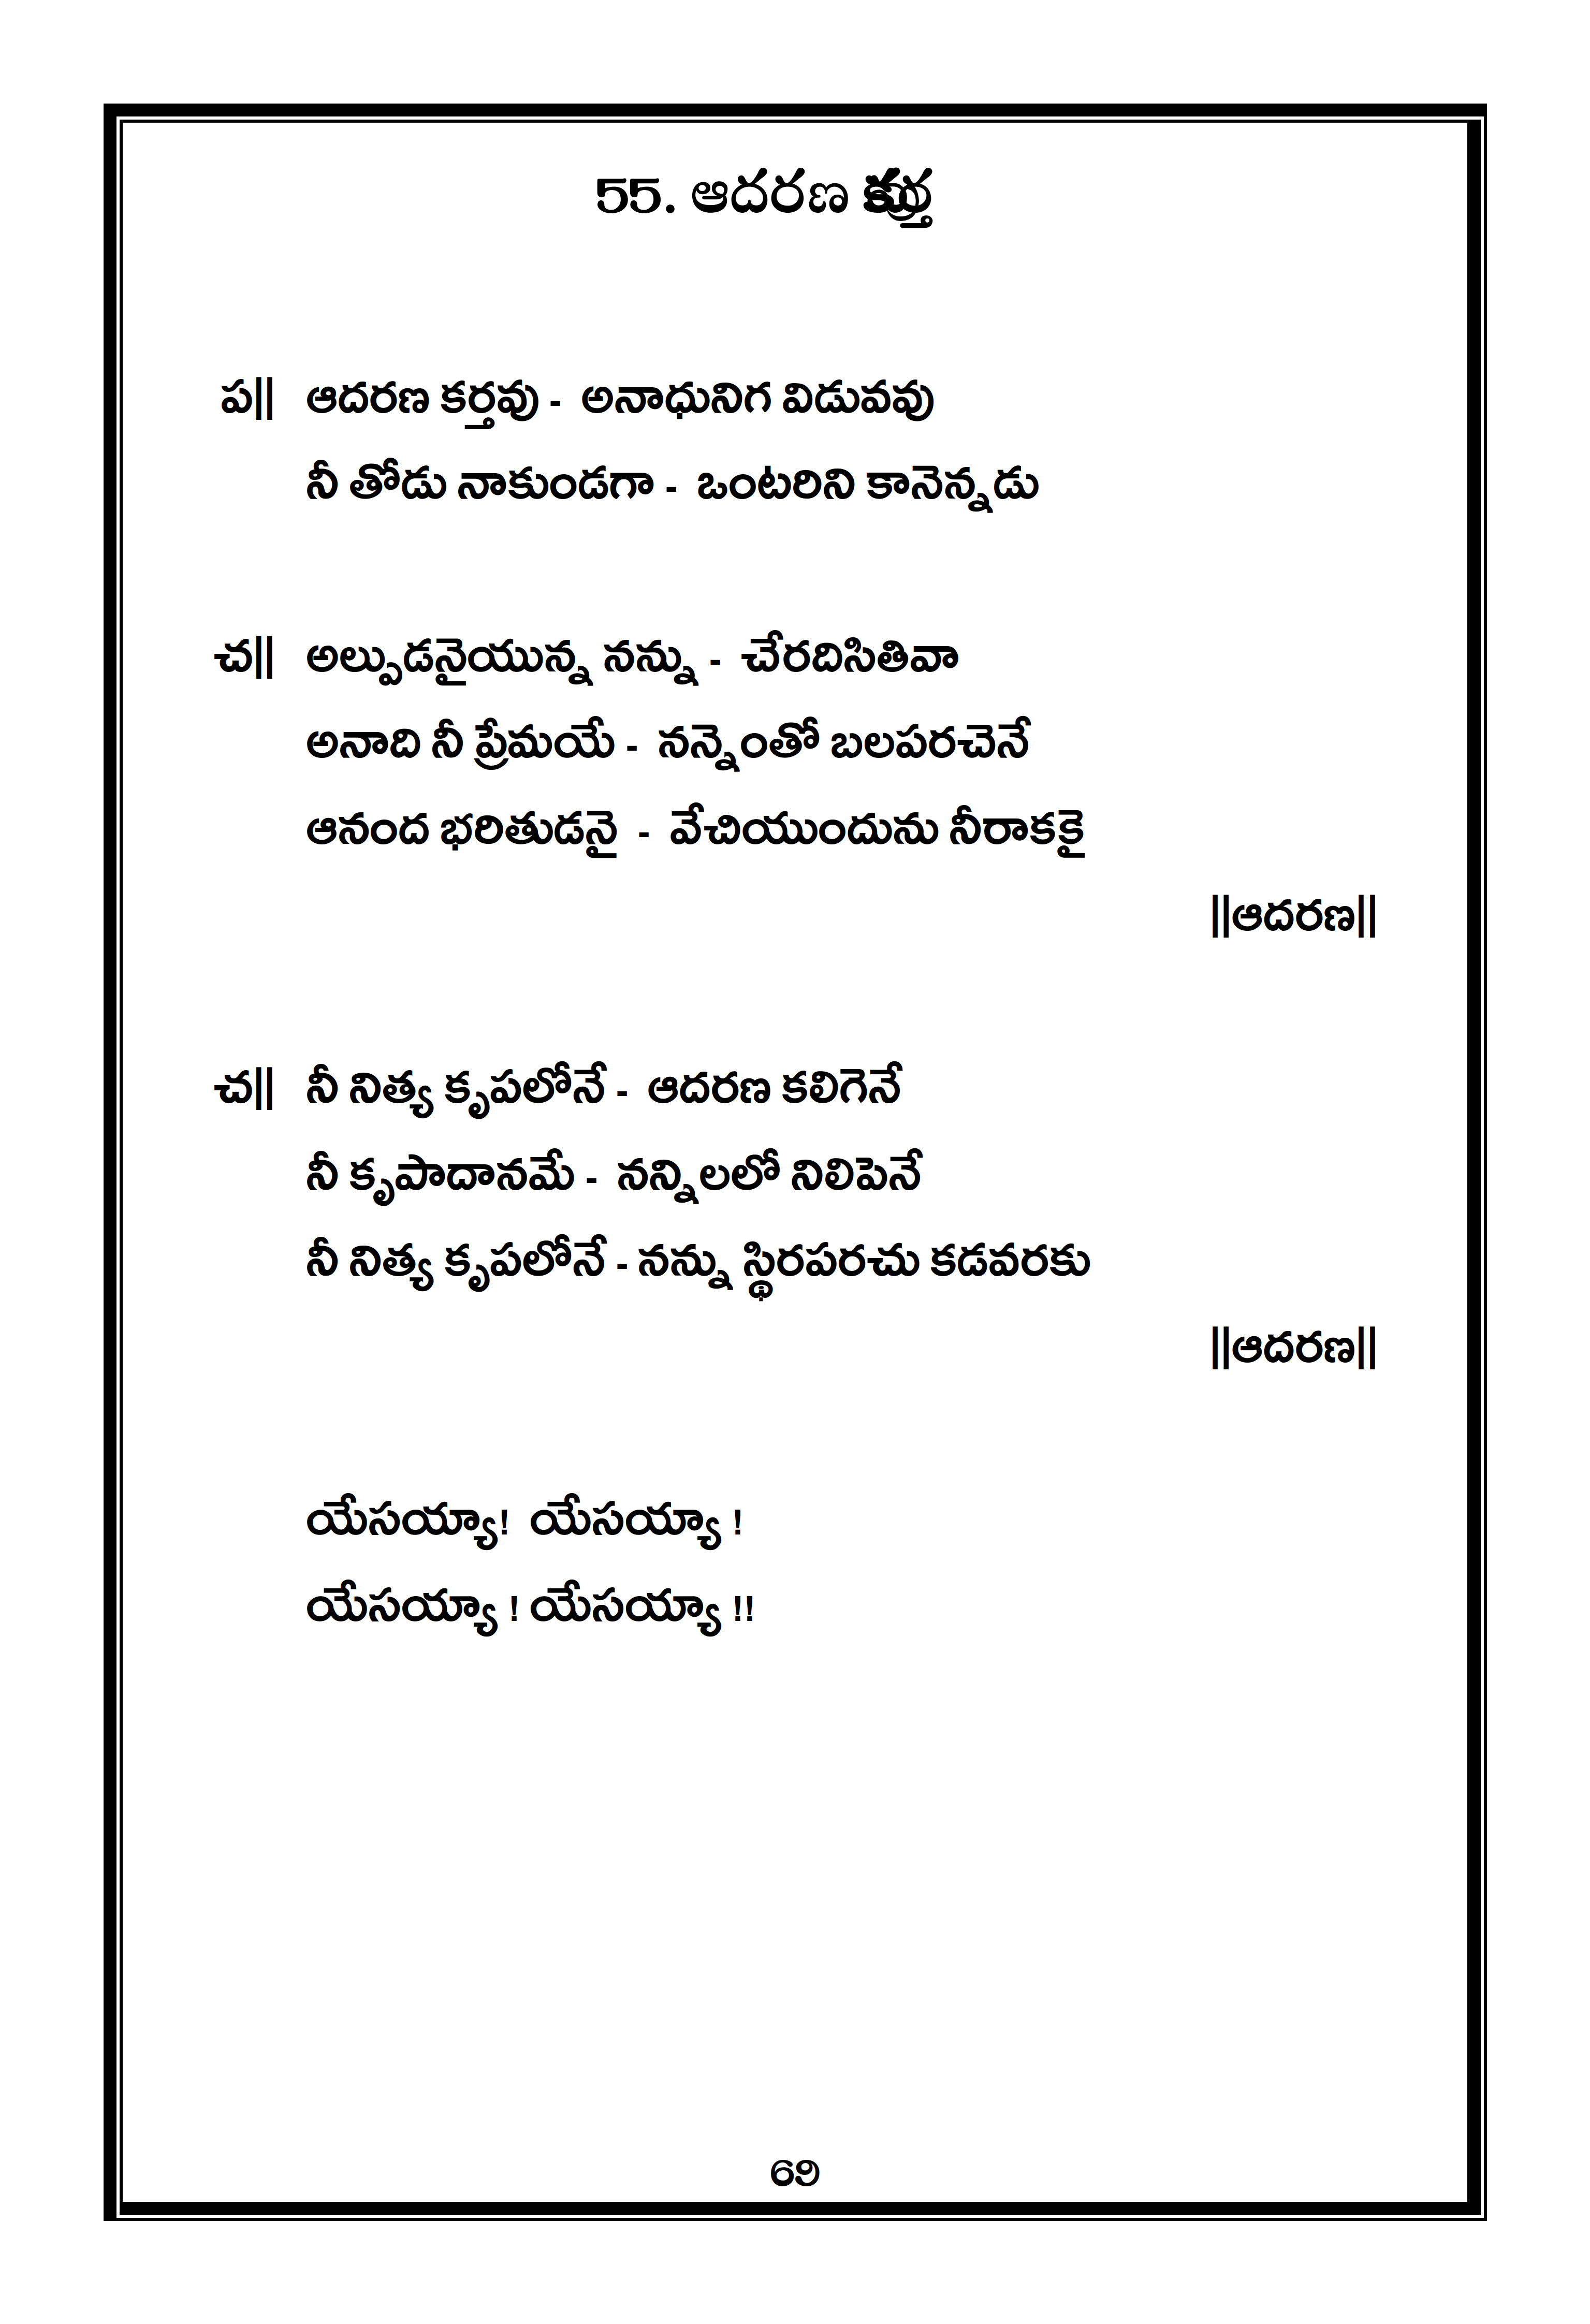 55. ఆదరణ కర్త
ప|| ఆదరణ కర్తవు - అనాధునిగ విడువవు
నీ తోడు నాకుండగా - ఒంటరిని కానెన్నడు
చ|| అల్పుడనైయున్న నన్ను - చేరదిసితివా
అనాది నీ ప్రేమయే - నన్నెంతో బలపరచెనే
ఆనంద భరితుడనై - వేచియుందును నీరాకకై
||ఆదరణ||
చ|| నీ నిత్య కృపలోనే - ఆదరణ కలిగెనే
నీ కృపాదానమే - నన్నిలలో నిలిపెనే
నీ నిత్య కృపలోనే - నన్ను స్థిరపరచు కడవరకు
||ఆదరణ||
యేసయ్యా! యేసయ్యా !
యేసయ్యా ! యేసయ్యా !!